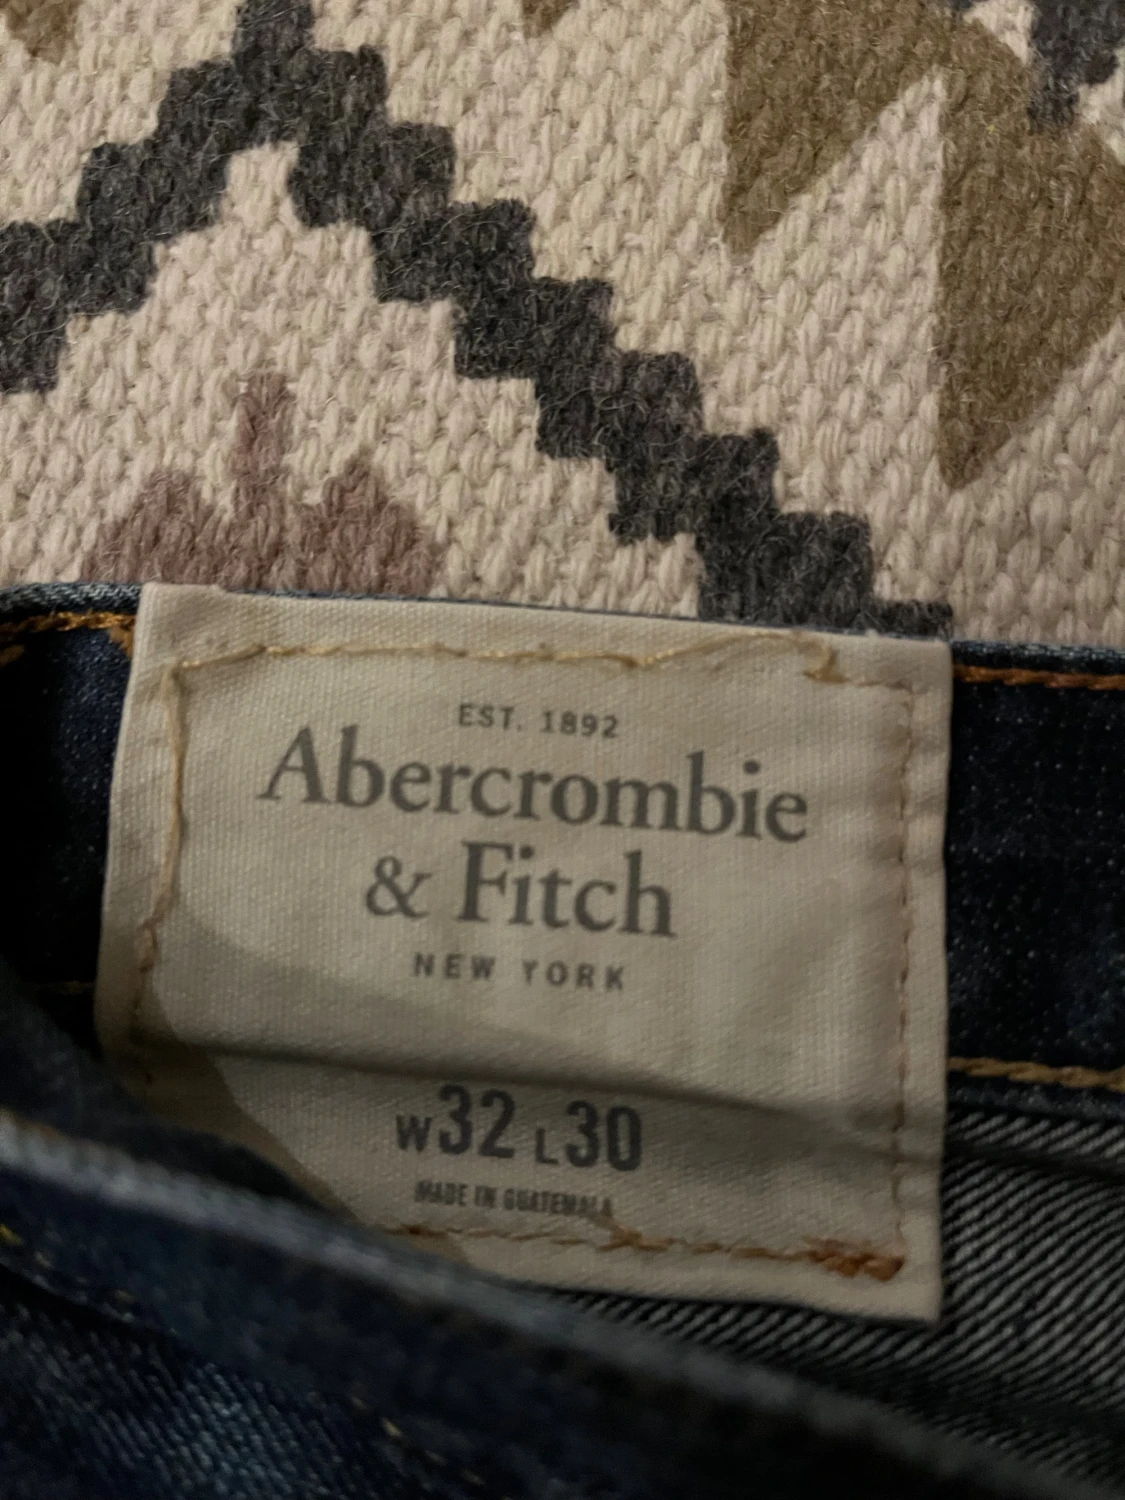 EST. 1892
Abercrombie
& Fitch
NEW YORK
W32 L30
MADE IN GUATEMALA